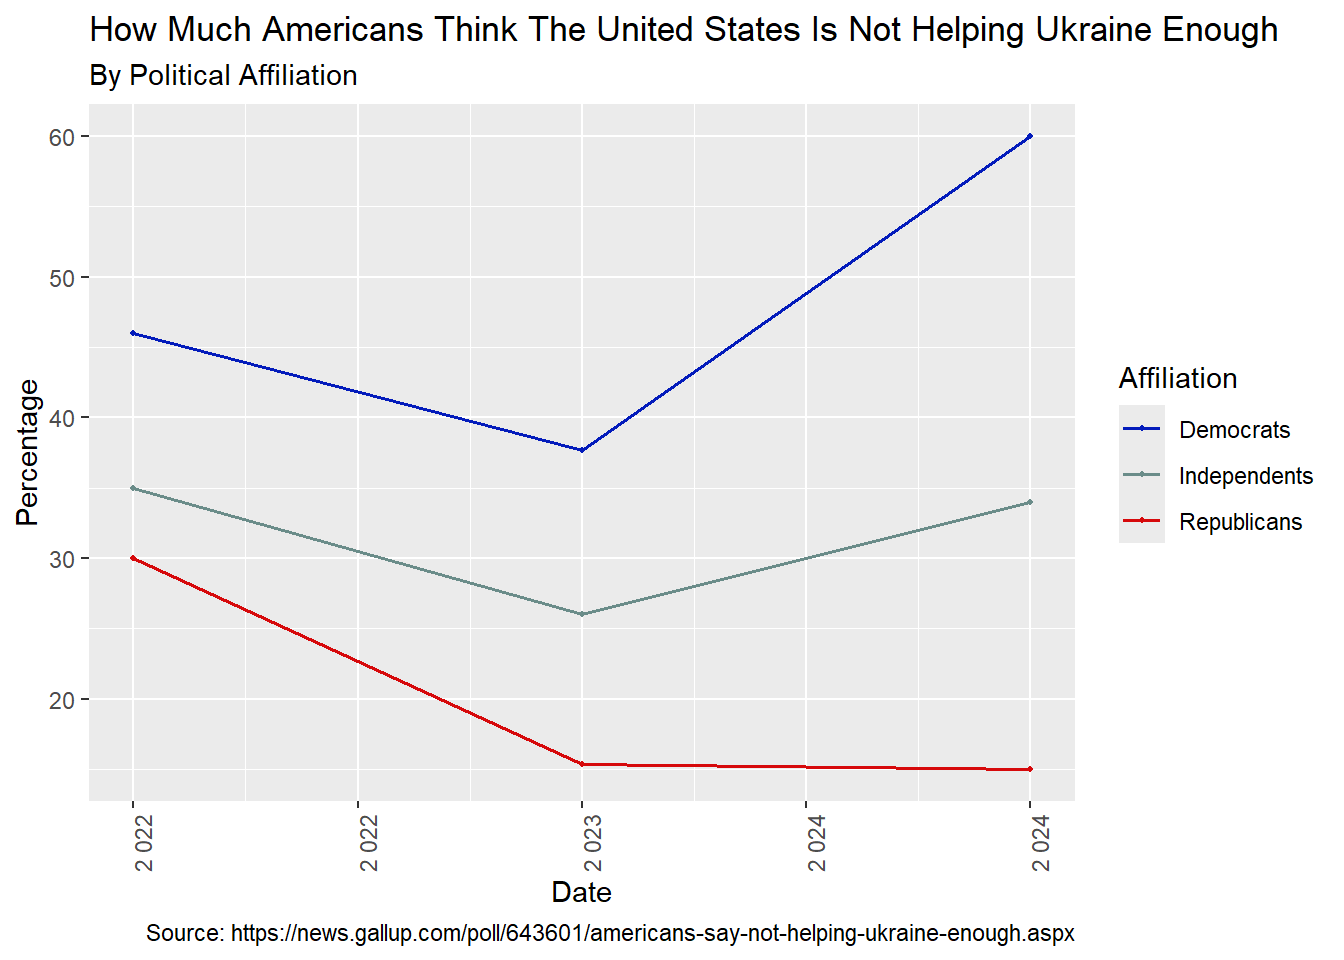 How Much Americans Think The United States Is Not Helping Ukraine Enough
By Political Affiliation
60
50
40
30
20
Percentage
2 022
2 022
2 023
2 024
2 024
Date
Affiliation
Democrats
Independents
Republicans
Source: https://news.gallup.com/poll/643601/americans-say-not-helping-ukraine-enough.aspx